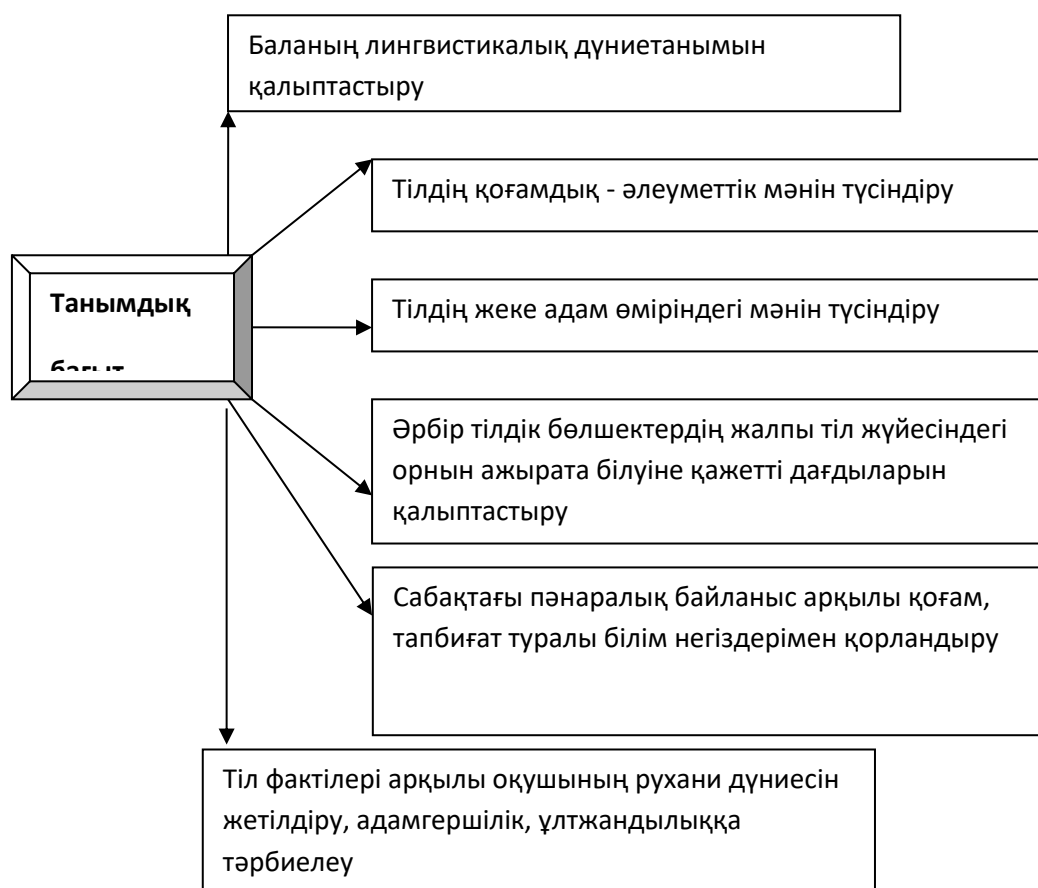 Баланың лингвистикалық дүниетанымын
қалыптастыру
Тілдің қоғамдық - әлеуметтік мәнін түсіндіру
Танымдық
Тілдің жеке адам өміріндегі мәнін түсіндіру
Әрбір тілдік бөлшектердің жалпы тіл жүйесіндегі
орнын ажырата білуіне қажетті дағдыларын
қалыптастыру
Сабақтағы пәнаралық байланыс арқылы қоғам,
тапбиғат туралы білім негіздерімен қорландыру
Тіл фактілері арқылы оқушының рухани дүниесін
жетілдіру, адамгершілік, ұлтжандылыққа
тәрбиелеу